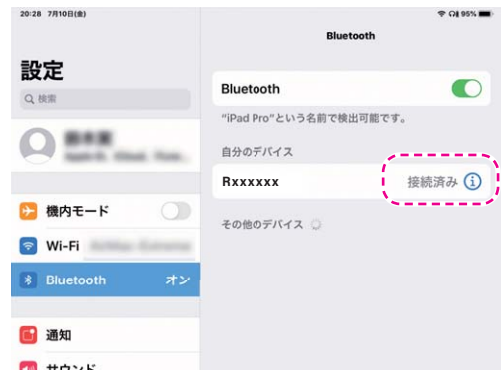 20:28 7月10日(金)
95%
設定
検索
機内モード
Wi-Fi
Bluetooth オン
通知
サウンド
Bluetooth
Bluetooth
“iPad Pro”という名前で検出可能です。
自分のデバイス
Rxxxxxx 接続済み
その他のデバイス